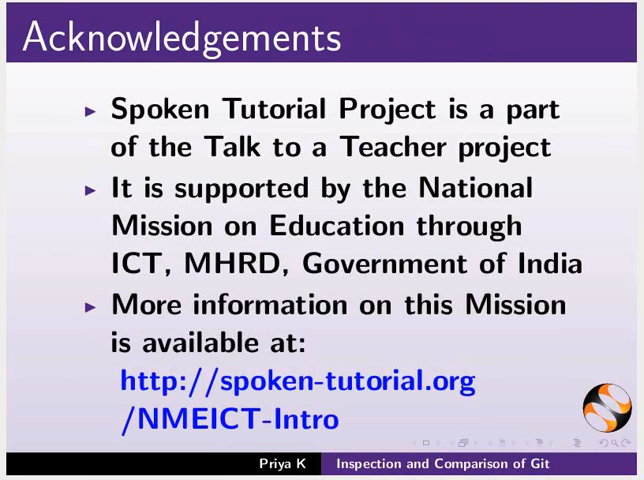 Acknowledgements
Spoken Tutorial Project is a part
of the Talk to a Teacher project
It is supported by the National
Mission on Education through
ICT, MHRD, Government of India
More information on this Mission
is available at:
http://spoken-tutorial.org
/NMEICT-Intro
Priya K Inspection and Comparison of Git